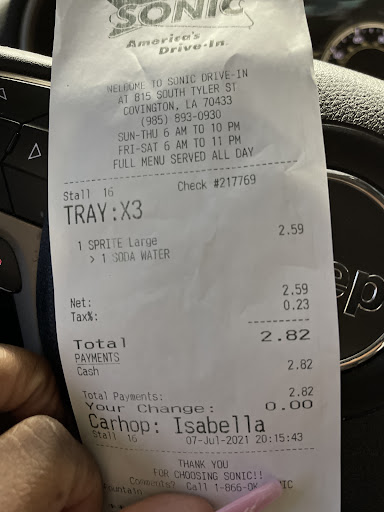 SONIC
America's
Drive-In
WELCOME TO SONIC DRIVE-IN
AT 815 SOUTH TYLER ST
COVINGTON, LA 70433
(985) 893-0930
SUN-THU 6 AM TO 10 PM
FRI-SAT 6 AM TO 11 PM
FULL MENU SERVED ALL DAY
Stall 16 Check #217769
TRAY:X3
1 SPRITE Large 2.59
> 1 SODA WATER
Net: 2.59
Tax%: 0.23
Total 2.82
PAYMENTS
Cash 2.82
Total Payments: 2.82
Your Change: 0.00
Carhop: Isabella
Stall 16 07-Jul-2021 20:15:43
THANK YOU
FOR CHOOSING SONIC!!
Comments? Call 1-866-